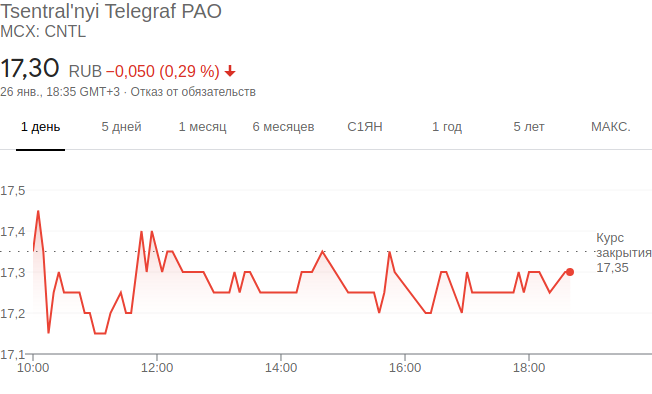 Tsentral'nyi Telegraf PAO
MCX: CNTL
17,30 RUB −0,050 (0,29 %)
26 янв., 18:35 GMT+3 · Отказ от обязательств
1 день 5 дней 1 месяц 6 месяцев С1ЯН 1 год 5 лет МАКС.
17,5
17,4
Курс
закрытия
17,35
17,3
17,2
17,1
10:00 12:00 14:00 16:00 18:00